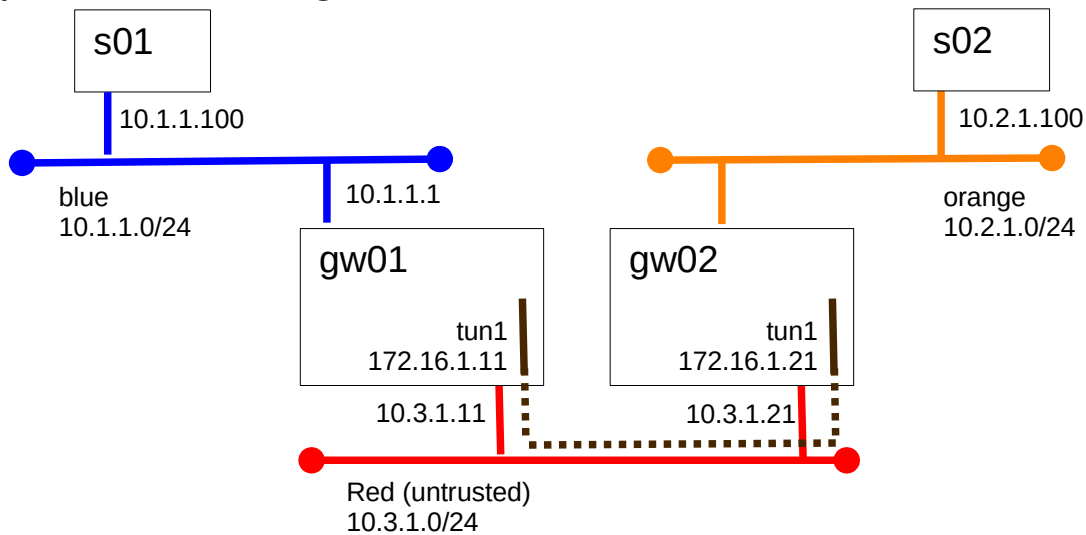 s01
s02
10.1.1.100
10.2.1.100
blue
10.1.1.0/24
10.1.1.1
orange
10.2.1.0/24
gw01
gw02
tun1
172.16.1.11
tun1
172.16.1.21
10.3.1.11
10.3.1.21
Red (untrusted)
10.3.1.0/24